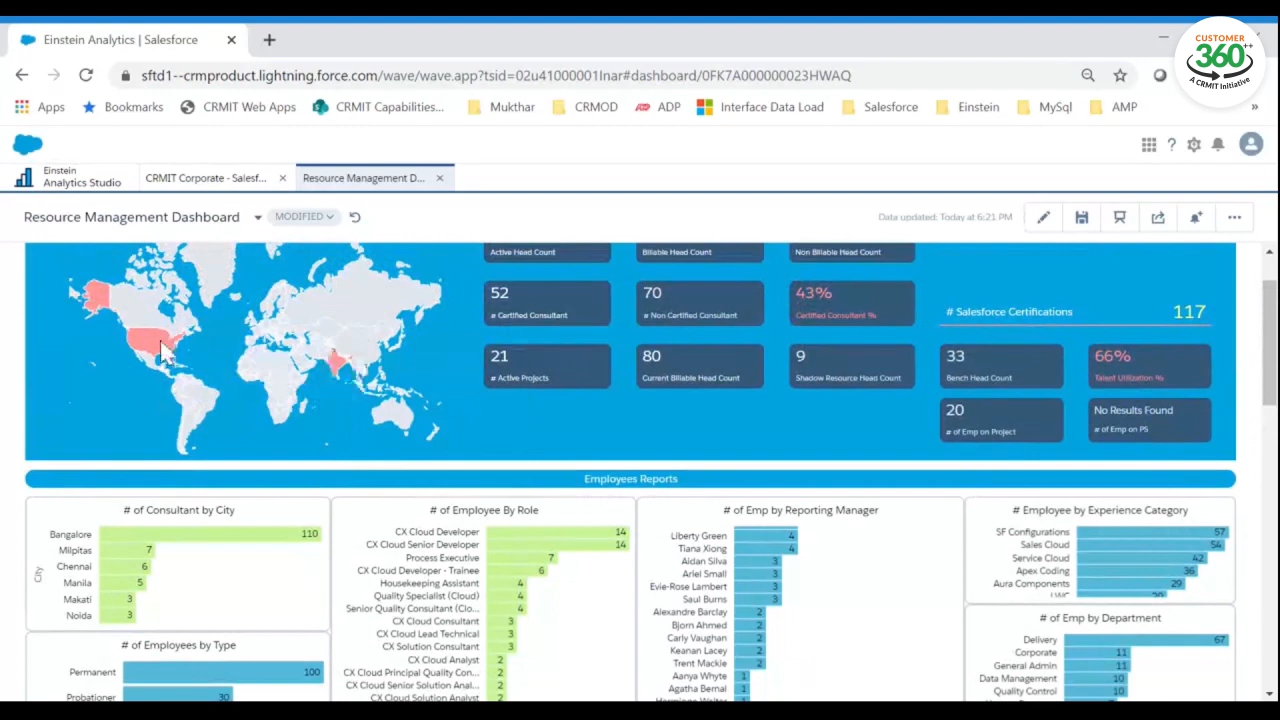 Einstein Analytics | Salesforce
CUSTOMER
360++
A CRMIT Initiative
sftd1--crmproduct.lightning.force.com/wave/wave.app?tsid=02u41000001lnar#dashboard/0FK7A000000023HWAQ
Apps Bookmarks CRMIT Web Apps CRMIT Capabilities... Mukthar CRMOD ADP Interface Data Load Salesforce Einstein MySql AMP »
Einstein
Analytics Studio
CRMIT Corporate - Salesf...
Resource Management D...
Resource Management Dashboard
MODIFIED
Data updated: Today at 6:21 PM
Active Head Count
Billable Head Count
Non Billable Head Count
52
# Certified Consultant
70
# Non Certified Consultant
43%
Certified Consultant %
# Salesforce Certifications 117
21
# Active Projects
80
Current Billable Head Count
9
Shadow Resource Head Count
33
Bench Head Count
66%
Talent Utilization %
20
# of Emp on Project
No Results Found
# of Emp on PS
Employees Reports
# of Consultant by City
City
Bangalore 110
Milpitas 7
Chennai 6
Manila 5
Makati 3
Noida 3
# of Employees by Type
Permanent 100
Probationer 30
# of Employee By Role
CX Cloud Developer 14
CX Cloud Senior Developer 14
Process Executive 7
CX Cloud Developer - Trainee 6
Housekeeping Assistant 4
Quality Specialist (Cloud) 4
Senior Quality Consultant (Clo... 4
CX Cloud Consultant 3
CX Cloud Lead Technical 3
CX Solution Consultant 3
CX Cloud Analyst 2
CX Cloud Principal Quality Con... 2
CX Cloud Senior Solution Anal... 2
CX Cloud Solution Analyst 2
# of Emp by Reporting Manager
Liberty Green 4
Tiana Xiong 4
Aidan Silva 3
Ariel Small 3
Evie-Rose Lambert 3
Saul Burns 3
Alexandre Barclay 2
Bjorn Ahmed 2
Carly Vaughan 2
Keanan Lacey 2
Trent Mackie 2
Aanya Whyte 1
Agatha Bernal 1
# Employee by Experience Category
SF Configurations 57
Sales Cloud 54
Service Cloud 42
Apex Coding 36
Aura Components 29
# of Emp by Department
Delivery 67
Corporate 11
General Admin 11
Data Management 10
Quality Control 10